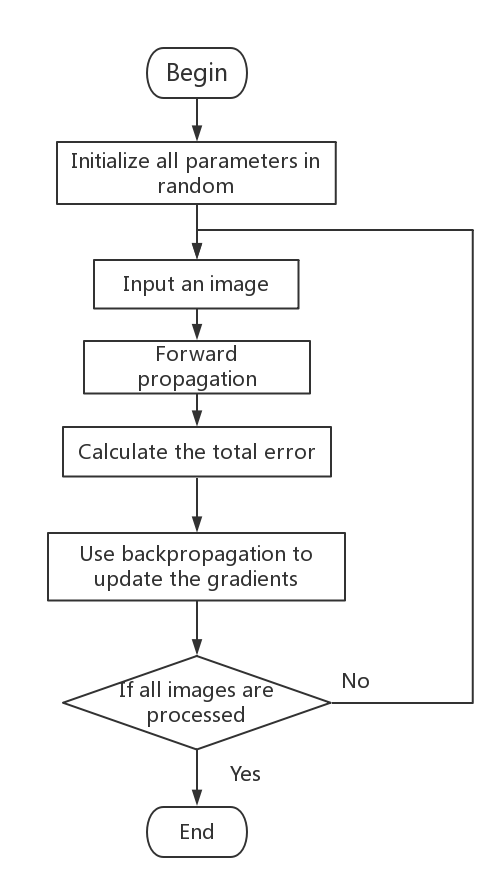 Begin
Initialize all parameters in
random
Input an image
Forward
propagation
Calculate the total error
Use backpropagation to
update the gradients
If all images are
processed
No
Yes
End